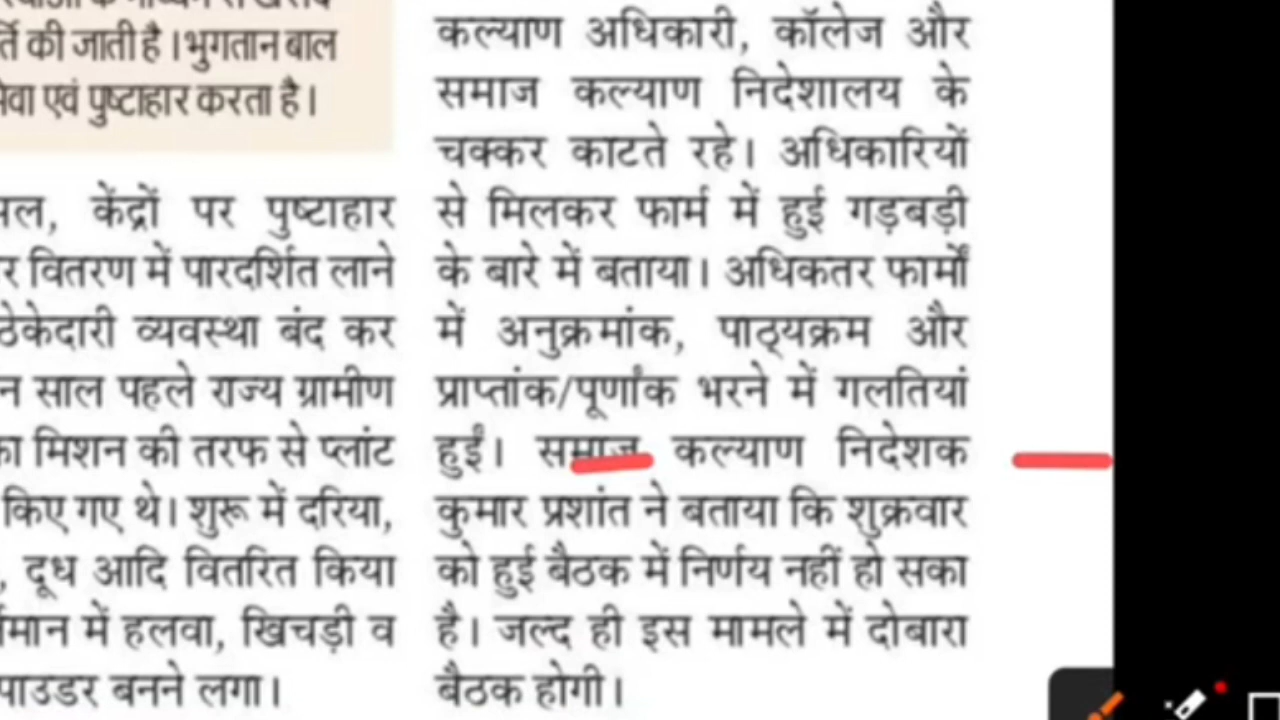 की जाती है । भुगतान बाल
एवं पुष्टाहार करता है ।
केंद्रों पर पुष्टाहार
वितरण में पारदर्शित लाने
ठेकेदारी व्यवस्था बंद कर
साल पहले राज्य ग्रामीण
मिशन की तरफ से प्लांट
किए गए थे। शुरू में दरिया,
, दूध आदि वितरित किया
में हलवा, खिचड़ी व
पाउडर बनने लगा।
कल्याण अधिकारी, कॉलेज और
समाज कल्याण निदेशालय के
चक्कर काटते रहे। अधिकारियों
से मिलकर फार्म में हुई गड़बड़ी
के बारे में बताया। अधिकतर फार्मों
में अनुक्रमांक, पाठ्यक्रम और
प्राप्तांक/पूर्णांक भरने में गलतियां
हुईं। समाज कल्याण निदेशक
कुमार प्रशांत ने बताया कि शुक्रवार
को हुई बैठक में निर्णय नहीं हो सका
है। जल्द ही इस मामले में दोबारा
बैठक होगी।